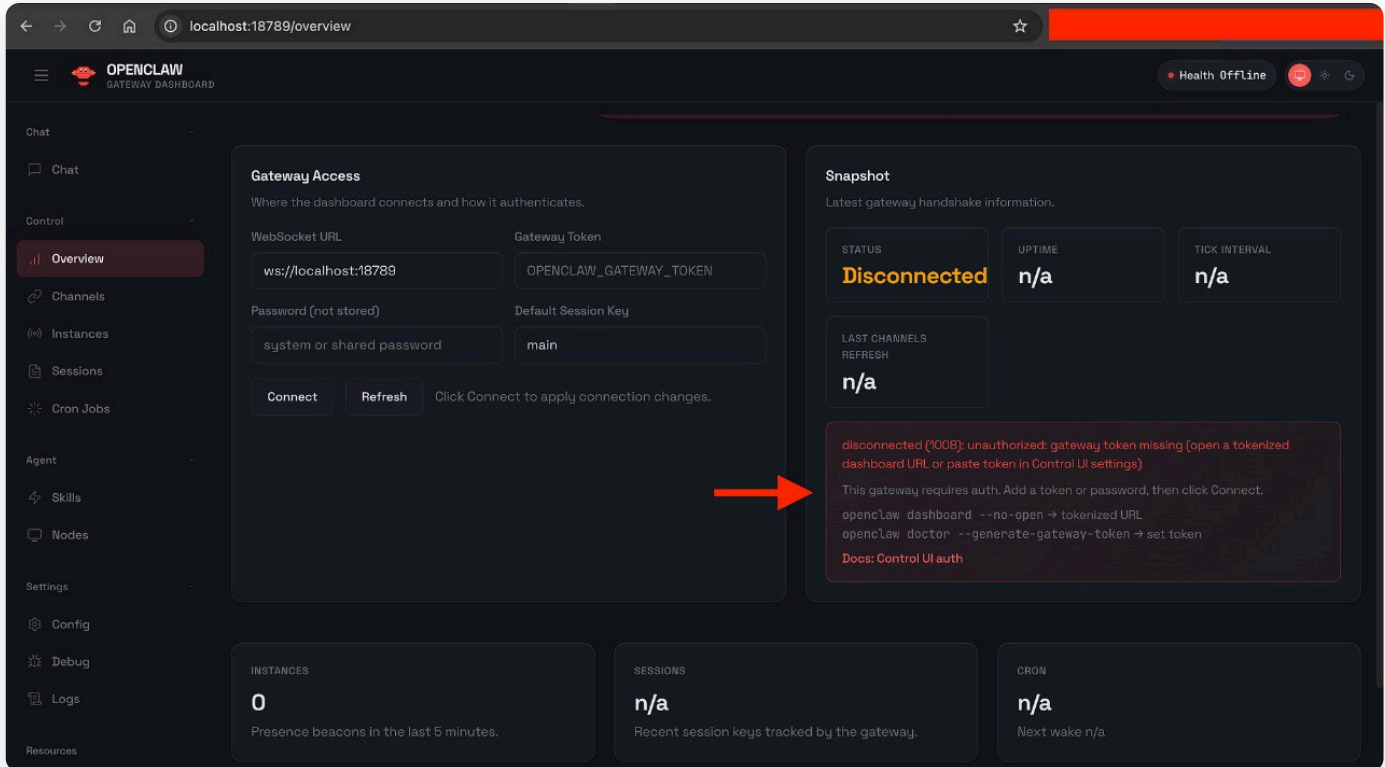 localhost:18789/overview
OPENCLAW
GATEWAY DASHBOARD
Health Offline
Chat
Chat
Control
Overview
Channels
Instances
Sessions
Cron Jobs
Agent
Skills
Nodes
Settings
Config
Debug
Logs
Resources
Gateway Access
Where the dashboard connects and how it authenticates.
WebSocket URL
Gateway Token
ws://localhost:18789
OPENCLAW_GATEWAY_TOKEN
Password (not stored)
Default Session Key
system or shared password
main
Connect
Refresh
Click Connect to apply connection changes.
Snapshot
Latest gateway handshake information.
STATUS
Disconnected
UPTIME
n/a
TICK INTERVAL
n/a
LAST CHANNELS
REFRESH
n/a
disconnected (1008): unauthorized: gateway token missing (open a tokenized
dashboard URL or paste token in Control UI settings)
This gateway requires auth. Add a token or password, then click Connect.
openclaw dashboard --no-open → tokenized URL
openclaw doctor --generate-gateway-token → set token
Docs: Control UI auth
INSTANCES
0
Presence beacons in the last 5 minutes.
SESSIONS
n/a
Recent session keys tracked by the gateway.
CRON
n/a
Next wake n/a